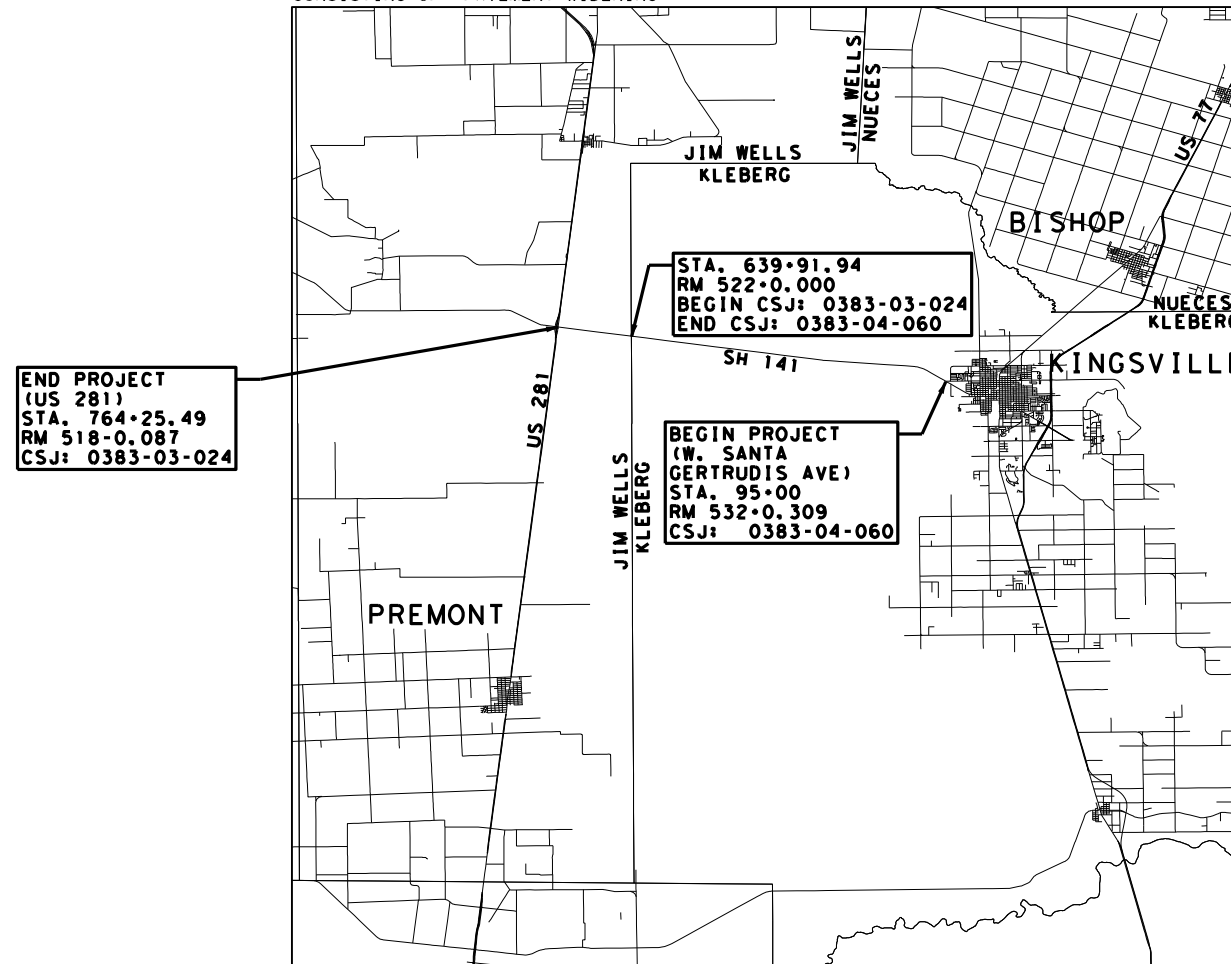 JIM WELLS
NUECES
US 77
JIM WELLS
KLEBERG
BISHOP
STA. 639+91.94
RM 522+0.000
BEGIN CSJ: 0383-03-024
END CSJ: 0383-04-060
NUECES
KLEBERG
SH 141
KINGSVILLE
END PROJECT
(US 281)
STA. 764+25.49
RM 518-0.087
CSJ: 0383-03-024
US 281
BEGIN PROJECT
(W. SANTA
GERTRUDIS AVE)
STA. 95+00
RM 532+0.309
CSJ: 0383-04-060
JIM WELLS
KLEBERG
PREMONT